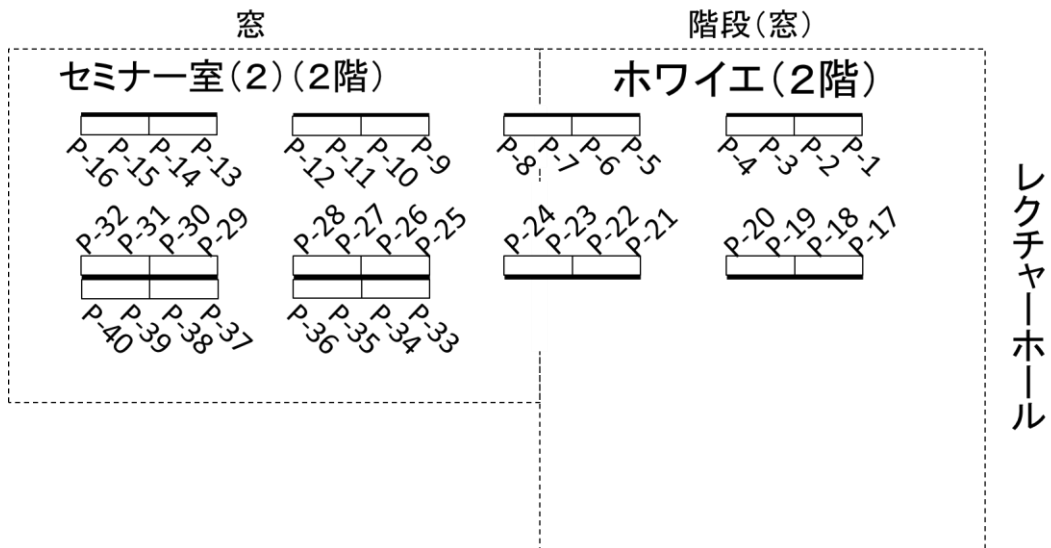 窓
階段(窓)
セミナー室(2)(2階)
ホワイエ(2階)
P-16 P-15 P-14 P-13
P-12 P-11 P-10 P-9
P-8 P-7 P-6 P-5
P-4 P-3 P-2 P-1
P-32 P-31 P-30 P-29
P-28 P-27 P-26 P-25
P-24 P-23 P-22 P-21
P-20 P-19 P-18 P-17
P-40 P-39 P-38 P-37
P-36 P-35 P-34 P-33
レクチャーホール